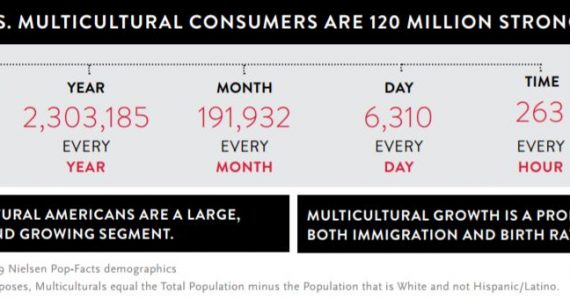 S. MULTICULTURAL CONSUMERS ARE 120 MILLION STRONG
YEAR MONTH DAY TIME
2,303,185 191,932 6,310 263
EVERY EVERY EVERY EVERY
YEAR MONTH DAY HOUR
TURAL AMERICANS ARE A LARGE,
ND GROWING SEGMENT.
MULTICULTURAL GROWTH IS A PRO
BOTH IMMIGRATION AND BIRTH RA
9 Nielsen Pop-Facts demographics
poses, Multiculturals equal the Total Population minus the Population that is White and not Hispanic/Latino.